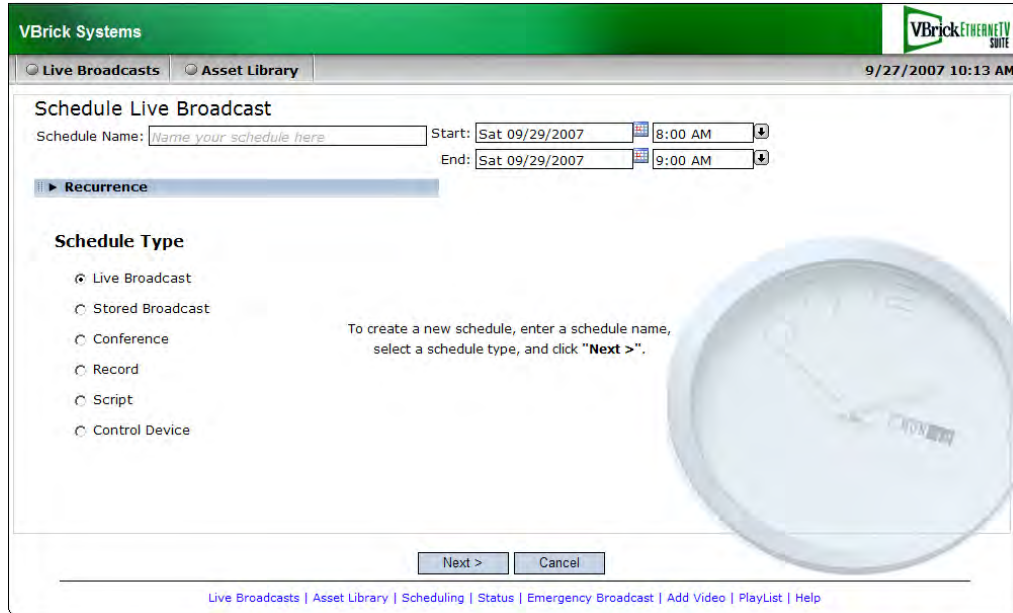 VBrick Systems
VBrick ETHERNETV SUITE
Live Broadcasts Asset Library 9/27/2007 10:13 AM
Schedule Live Broadcast
Schedule Name: Name your schedule here Start: Sat 09/29/2007 8:00 AM
End: Sat 09/29/2007 9:00 AM
Recurrence
Schedule Type
Live Broadcast
Stored Broadcast
Conference
Record
Script
Control Device
To create a new schedule, enter a schedule name,
select a schedule type, and click "Next >".
MON
Next > Cancel
Live Broadcasts | Asset Library | Scheduling | Status | Emergency Broadcast | Add Video | PlayList | Help